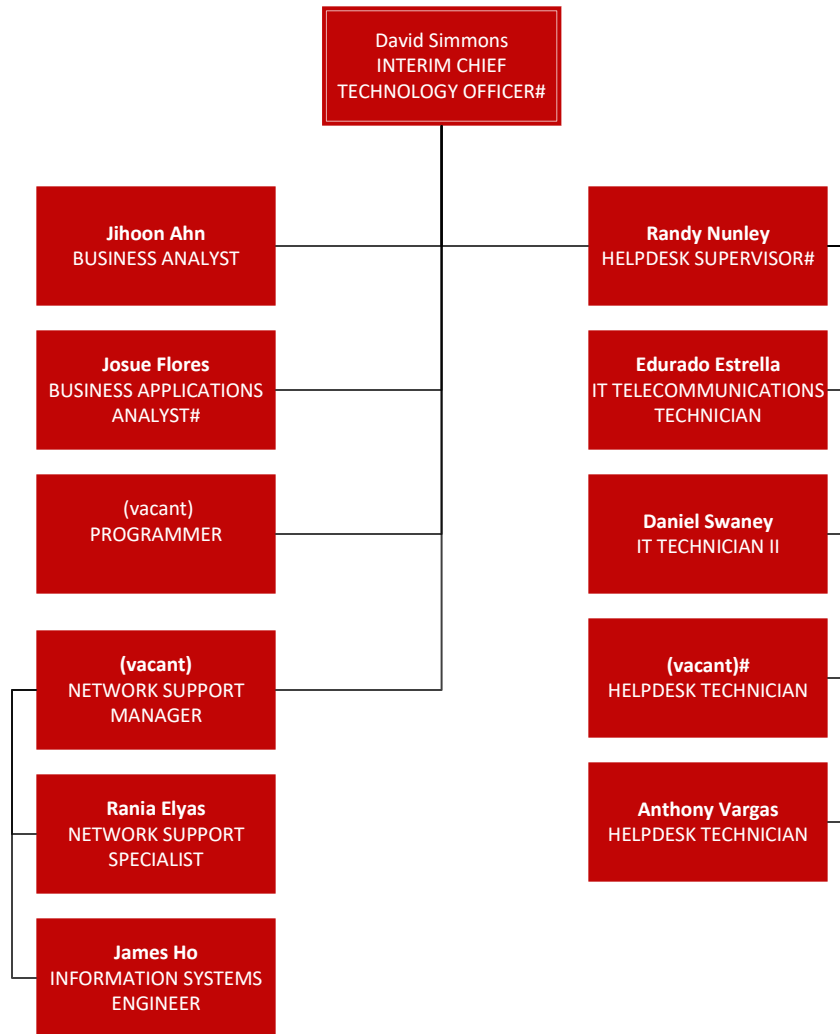 David Simmons
INTERIM CHIEF
TECHNOLOGY OFFICER#
Jihoon Ahn
BUSINESS ANALYST
Josue Flores
BUSINESS APPLICATIONS
ANALYST#
(vacant)
PROGRAMMER
(vacant)
NETWORK SUPPORT
MANAGER
Rania Elyas
NETWORK SUPPORT
SPECIALIST
James Ho
INFORMATION SYSTEMS
ENGINEER
Randy Nunley
HELPDESK SUPERVISOR#
Edurado Estrella
IT TELECOMMUNICATIONS
TECHNICIAN
Daniel Swaney
IT TECHNICIAN II
(vacant)#
HELPDESK TECHNICIAN
Anthony Vargas
HELPDESK TECHNICIAN